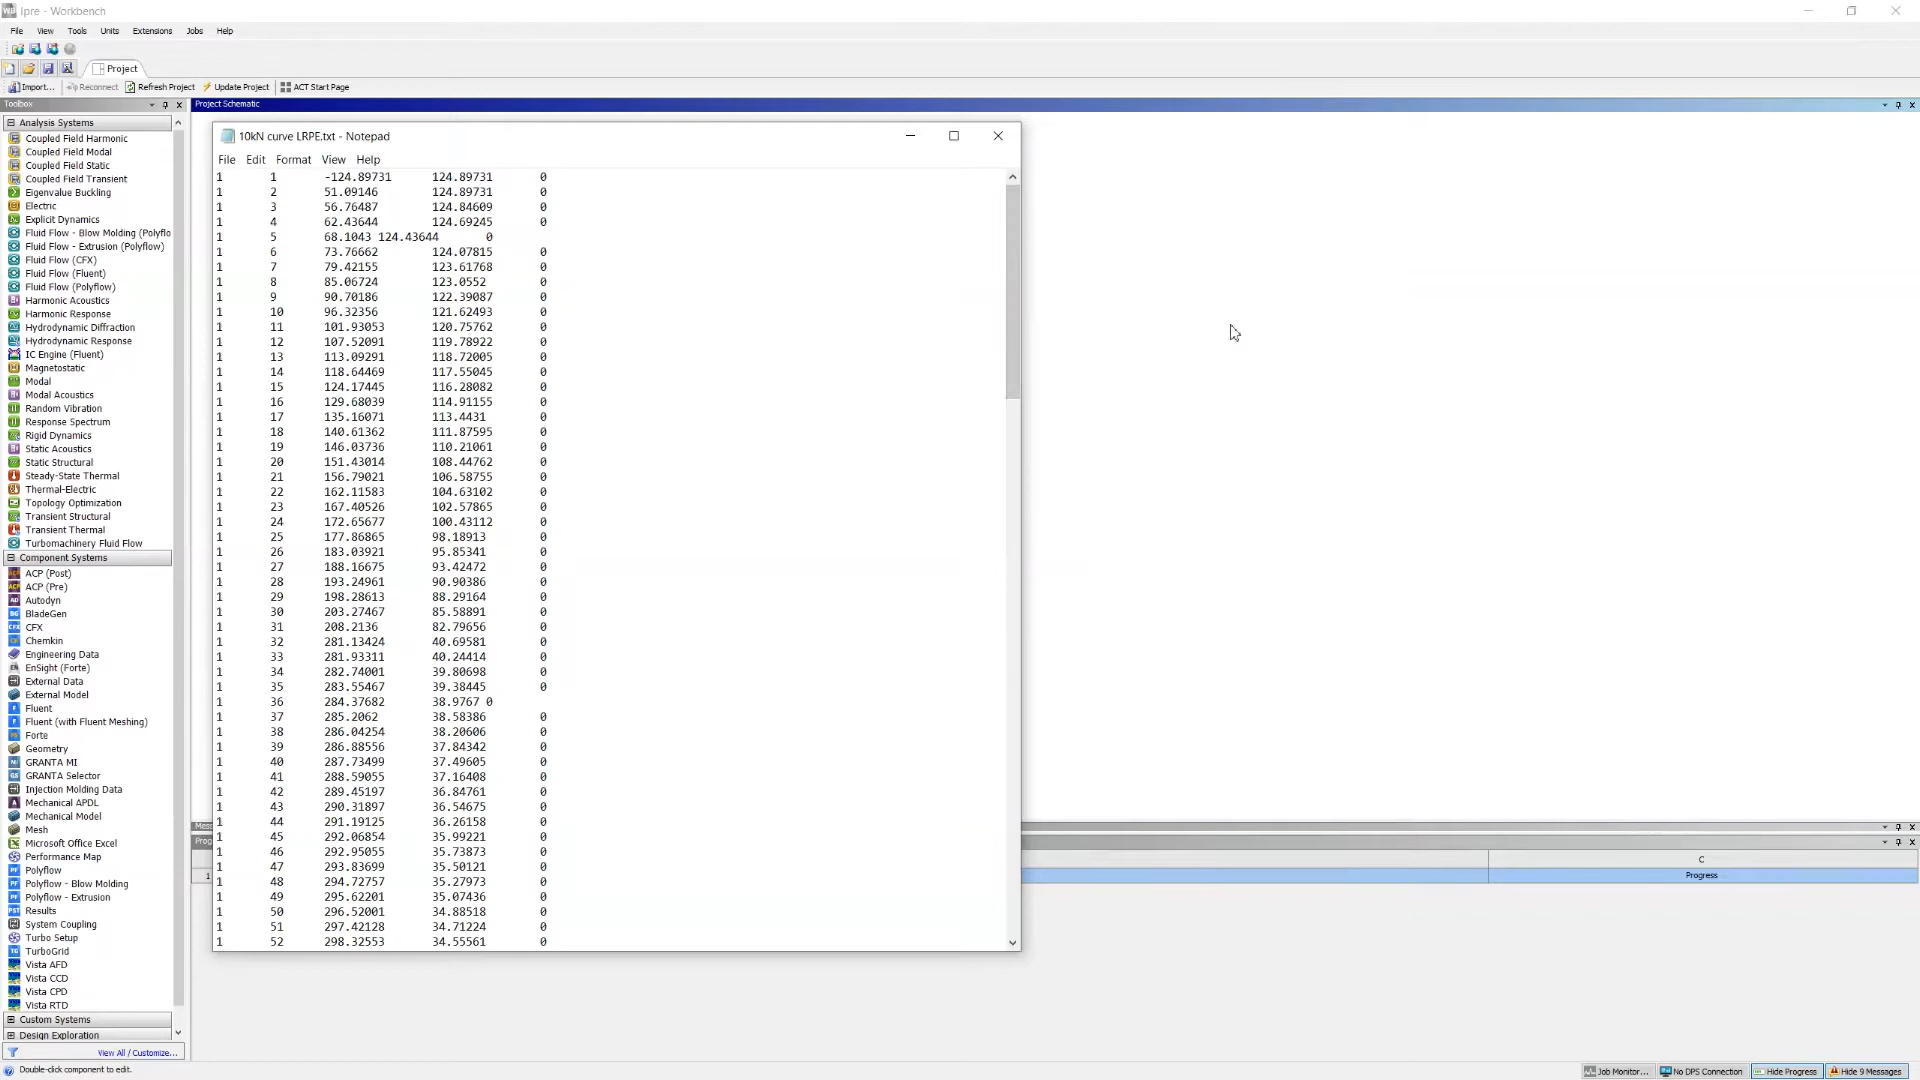 Ipre - Workbench
File View Tools Units Extensions Jobs Help
Project
Import... Reconnect Refresh Project Update Project ACT Start Page
Toolbox
Project Schematic
Analysis Systems
Coupled Field Harmonic
Coupled Field Modal
Coupled Field Static
Coupled Field Transient
Eigenvalue Buckling
Electric
Explicit Dynamics
Fluid Flow - Blow Molding (Polyflo
Fluid Flow - Extrusion (Polyflow)
Fluid Flow (CFX)
Fluid Flow (Fluent)
Fluid Flow (Polyflow)
Harmonic Acoustics
Harmonic Response
Hydrodynamic Diffraction
Hydrodynamic Response
IC Engine (Fluent)
Magnetostatic
Modal
Modal Acoustics
Random Vibration
Response Spectrum
Rigid Dynamics
Static Acoustics
Static Structural
Steady-State Thermal
Thermal-Electric
Topology Optimization
Transient Structural
Transient Thermal
Turbomachinery Fluid Flow
Component Systems
ACP (Post)
ACP (Pre)
Autodyn
BladeGen
CFX
Chemkin
Engineering Data
EnSight (Forte)
External Data
External Model
Fluent
Fluent (with Fluent Meshing)
Forte
Geometry
GRANTA MI
GRANTA Selector
Injection Molding Data
Mechanical APDL
Mechanical Model
Mesh
Microsoft Office Excel
Performance Map
Polyflow
Polyflow - Blow Molding
Polyflow - Extrusion
Results
System Coupling
Turbo Setup
TurboGrid
Vista AFD
Vista CCD
Vista CPD
Vista RTD
Custom Systems
Design Exploration
View All / Customize...
10kN curve LRPE.txt - Notepad
File Edit Format View Help
1 1 -124.89731 124.89731 0
1 2 51.09146 124.89731 0
1 3 56.76487 124.84609 0
1 4 62.43644 124.69245 0
1 5 68.1043 124.43644 0
1 6 73.76662 124.07815 0
1 7 79.42155 123.61768 0
1 8 85.06724 123.0552 0
1 9 90.70186 122.39087 0
1 10 96.32356 121.62493 0
1 11 101.93053 120.75762 0
1 12 107.52091 119.78922 0
1 13 113.09291 118.72005 0
1 14 118.64469 117.55045 0
1 15 124.17445 116.28082 0
1 16 129.68039 114.91155 0
1 17 135.16071 113.4431 0
1 18 140.61362 111.87595 0
1 19 146.03736 110.21061 0
1 20 151.43014 108.44762 0
1 21 156.79021 106.58755 0
1 22 162.11583 104.63102 0
1 23 167.40526 102.57865 0
1 24 172.65677 100.43112 0
1 25 177.86865 98.18913 0
1 26 183.03921 95.85341 0
1 27 188.16675 93.42472 0
1 28 193.24961 90.90386 0
1 29 198.28613 88.29164 0
1 30 203.27467 85.58891 0
1 31 208.2136 82.79656 0
1 32 281.13424 40.69581 0
1 33 281.93311 40.24414 0
1 34 282.74001 39.80698 0
1 35 283.55467 39.38445 0
1 36 284.37682 38.9767 0
1 37 285.2062 38.58386 0
1 38 286.04254 38.20606 0
1 39 286.88556 37.84342 0
1 40 287.73499 37.49605 0
1 41 288.59055 37.16408 0
1 42 289.45197 36.84761 0
1 43 290.31897 36.54675 0
1 44 291.19125 36.26158 0
1 45 292.06854 35.99221 0
1 46 292.95055 35.73873 0
1 47 293.83699 35.50121 0
1 48 294.72757 35.27973 0
1 49 295.62201 35.07436 0
1 50 296.52001 34.88518 0
1 51 297.42128 34.71224 0
1 52 298.32553 34.55561 0
Mes
Prog
C
1 Progress
Double-click component to edit.
Job Monitor... No DPS Connection Hide Progress Hide 9 Messages